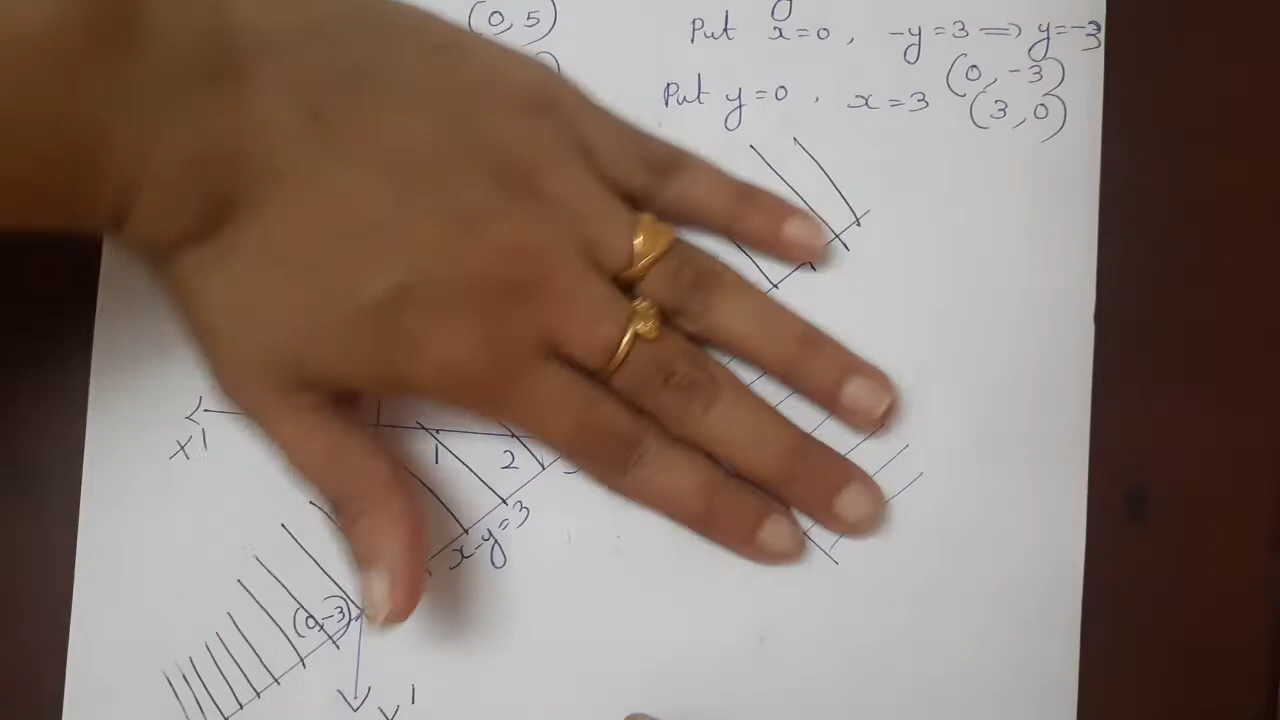 (0, 5)
Put x=0, -y=3 ⟹ y=-3
(0, -3)
Put y=0, x=3 (3, 0)
x'
1 2
x-y=3
(0,-3)